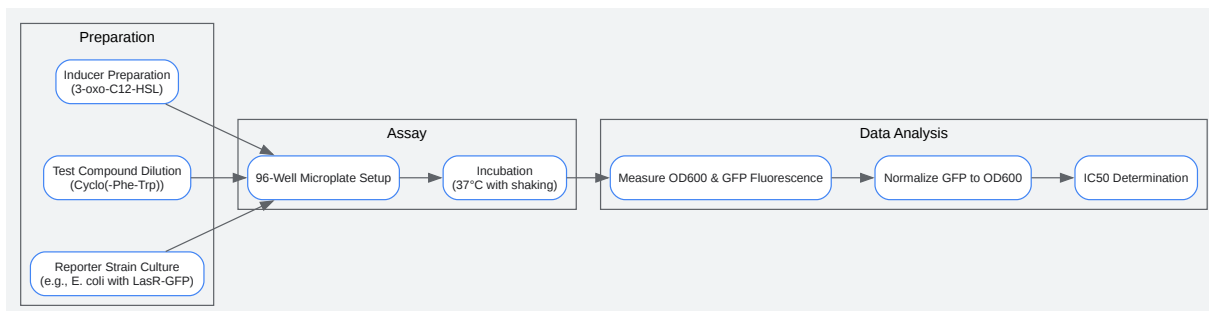 Preparation
Inducer Preparation
(3-oxo-C12-HSL)
Test Compound Dilution
(Cyclo(-Phe-Trp))
Reporter Strain Culture
(e.g., E. coli with LasR-GFP)
Assay
96-Well Microplate Setup
Incubation
(37°C with shaking)
Data Analysis
Measure OD600 & GFP Fluorescence
Normalize GFP to OD600
IC50 Determination